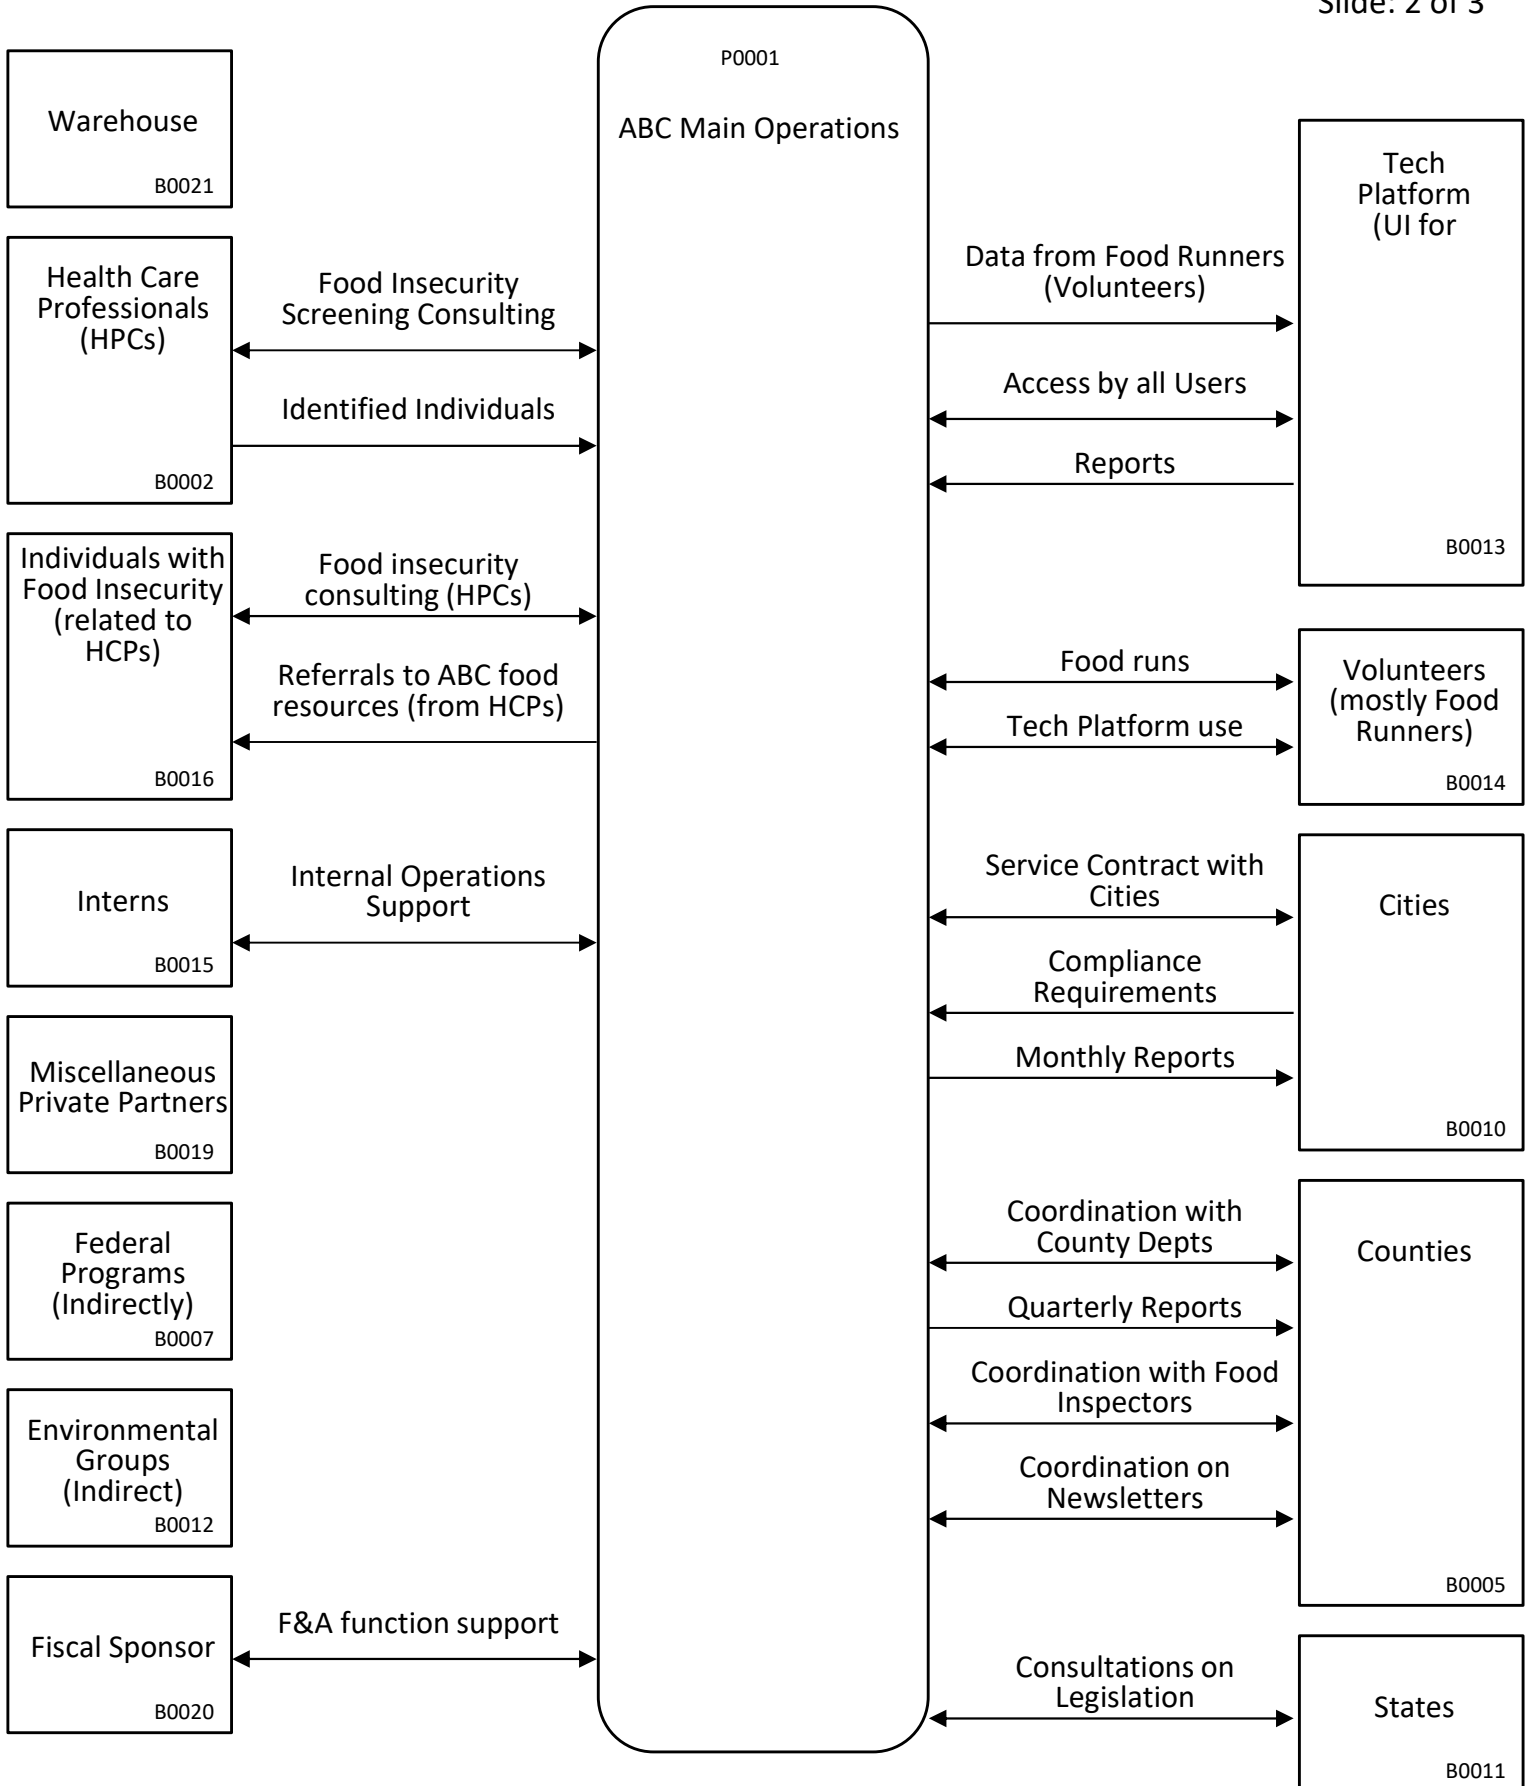 Slide: 2 of 3
P0001
ABC Main Operations
Warehouse
B0021
Health Care
Professionals
(HPCs)
B0002
Food Insecurity
Screening Consulting
Identified Individuals
Individuals with
Food Insecurity
(related to
HCPs)
B0016
Food insecurity
consulting (HPCs)
Referrals to ABC food
resources (from HCPs)
Interns
B0015
Internal Operations
Support
Miscellaneous
Private Partners
B0019
Federal
Programs
(Indirectly)
B0007
Environmental
Groups
(Indirect)
B0012
Fiscal Sponsor
B0020
F&A function support
Data from Food Runners
(Volunteers)
Access by all Users
Reports
Tech
Platform
(UI for
B0013
Food runs
Tech Platform use
Volunteers
(mostly Food
Runners)
B0014
Service Contract with
Cities
Compliance
Requirements
Monthly Reports
Cities
B0010
Coordination with
County Depts
Quarterly Reports
Coordination with Food
Inspectors
Coordination on
Newsletters
Counties
B0005
Consultations on
Legislation
States
B0011